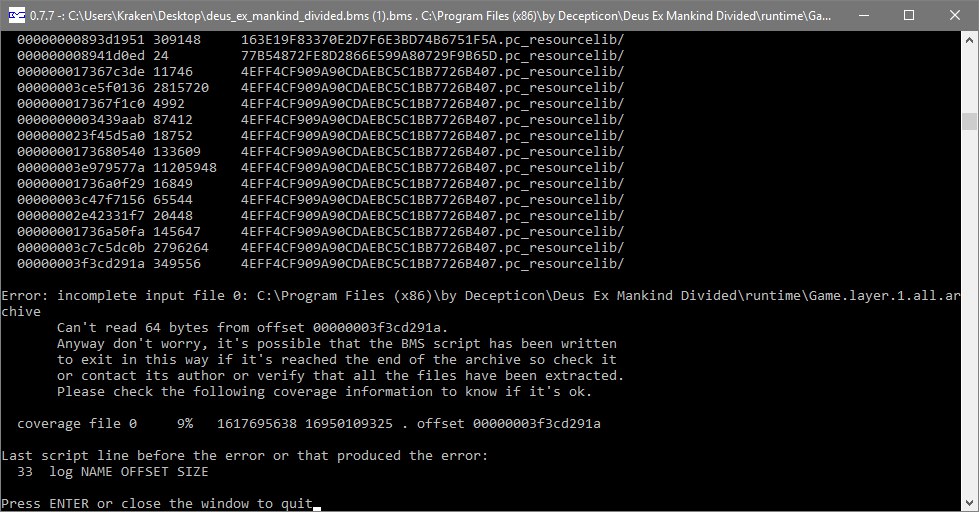 0.7.7 -: C:\Users\Kraken\Desktop\deus_ex_mankind_divided.bms (1).bms . C:\Program Files (x86)\by Decepticon\Deus Ex Mankind Divided\runtime\Game...
00000000893d1951 309148 163E19F83370E2D7F6E3BD74B6751F5A.pc_resourcelib/
000000008941d0ed 24 77B54872FE8D2866E599A80729F9B65D.pc_resourcelib/
000000017367c3de 11746 4EFF4CF909A90CDAEBC5C1BB7726B407.pc_resourcelib/
00000003ce5f0136 2815720 4EFF4CF909A90CDAEBC5C1BB7726B407.pc_resourcelib/
000000017367f1c0 4992 4EFF4CF909A90CDAEBC5C1BB7726B407.pc_resourcelib/
000000003439aab 87412 4EFF4CF909A90CDAEBC5C1BB7726B407.pc_resourcelib/
000000023f45d5a0 18752 4EFF4CF909A90CDAEBC5C1BB7726B407.pc_resourcelib/
0000000173680540 133609 4EFF4CF909A90CDAEBC5C1BB7726B407.pc_resourcelib/
00000003e979577a 11205948 4EFF4CF909A90CDAEBC5C1BB7726B407.pc_resourcelib/
00000001736a0f29 16849 4EFF4CF909A90CDAEBC5C1BB7726B407.pc_resourcelib/
00000003c47f7156 65544 4EFF4CF909A90CDAEBC5C1BB7726B407.pc_resourcelib/
00000002e42331f7 20448 4EFF4CF909A90CDAEBC5C1BB7726B407.pc_resourcelib/
00000001736a50fa 145647 4EFF4CF909A90CDAEBC5C1BB7726B407.pc_resourcelib/
00000003c7c5dc0b 2796264 4EFF4CF909A90CDAEBC5C1BB7726B407.pc_resourcelib/
00000003f3cd291a 349556 4EFF4CF909A90CDAEBC5C1BB7726B407.pc_resourcelib/
Error: incomplete input file 0: C:\Program Files (x86)\by Decepticon\Deus Ex Mankind Divided\runtime\Game.layer.1.all.ar
chive
Can't read 64 bytes from offset 00000003f3cd291a.
Anyway don't worry, it's possible that the BMS script has been written
to exit in this way if it's reached the end of the archive so check it
or contact its author or verify that all the files have been extracted.
Please check the following coverage information to know if it's ok.
coverage file 0 9% 1617695638 16950109325 . offset 00000003f3cd291a
Last script line before the error or that produced the error:
33 log NAME OFFSET SIZE
Press ENTER or close the window to quit